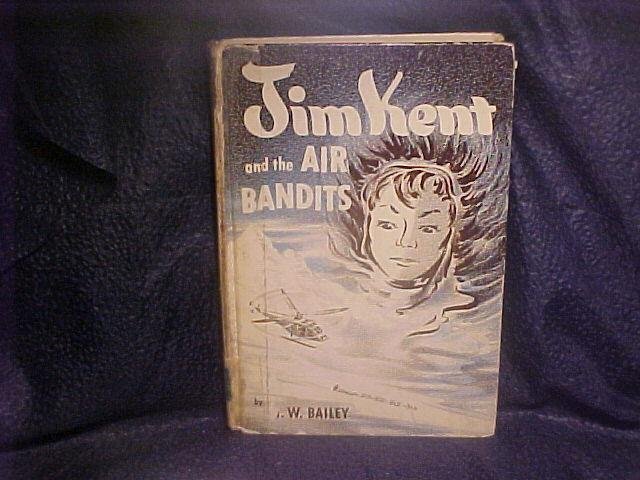 Jim Kent
and the AIR
BANDITS
by
. W. BAILEY